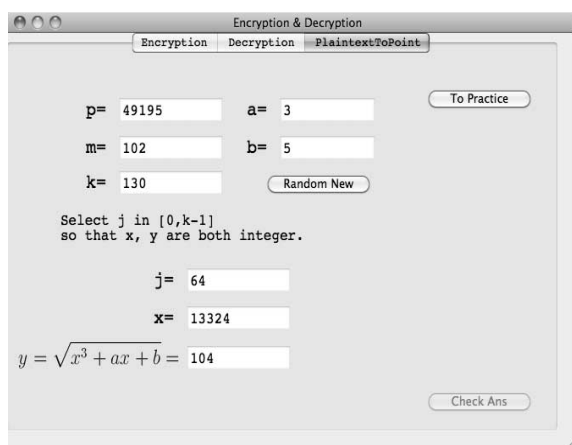 Encryption & Decryption
Encryption Decryption PlaintextToPoint
p= 49195 a= 3 To Practice
m= 102 b= 5
k= 130 Random New
Select j in [0,k-1]
so that x, y are both integer.
j= 64
x= 13324
y = √x³ + ax + b = 104
Check Ans